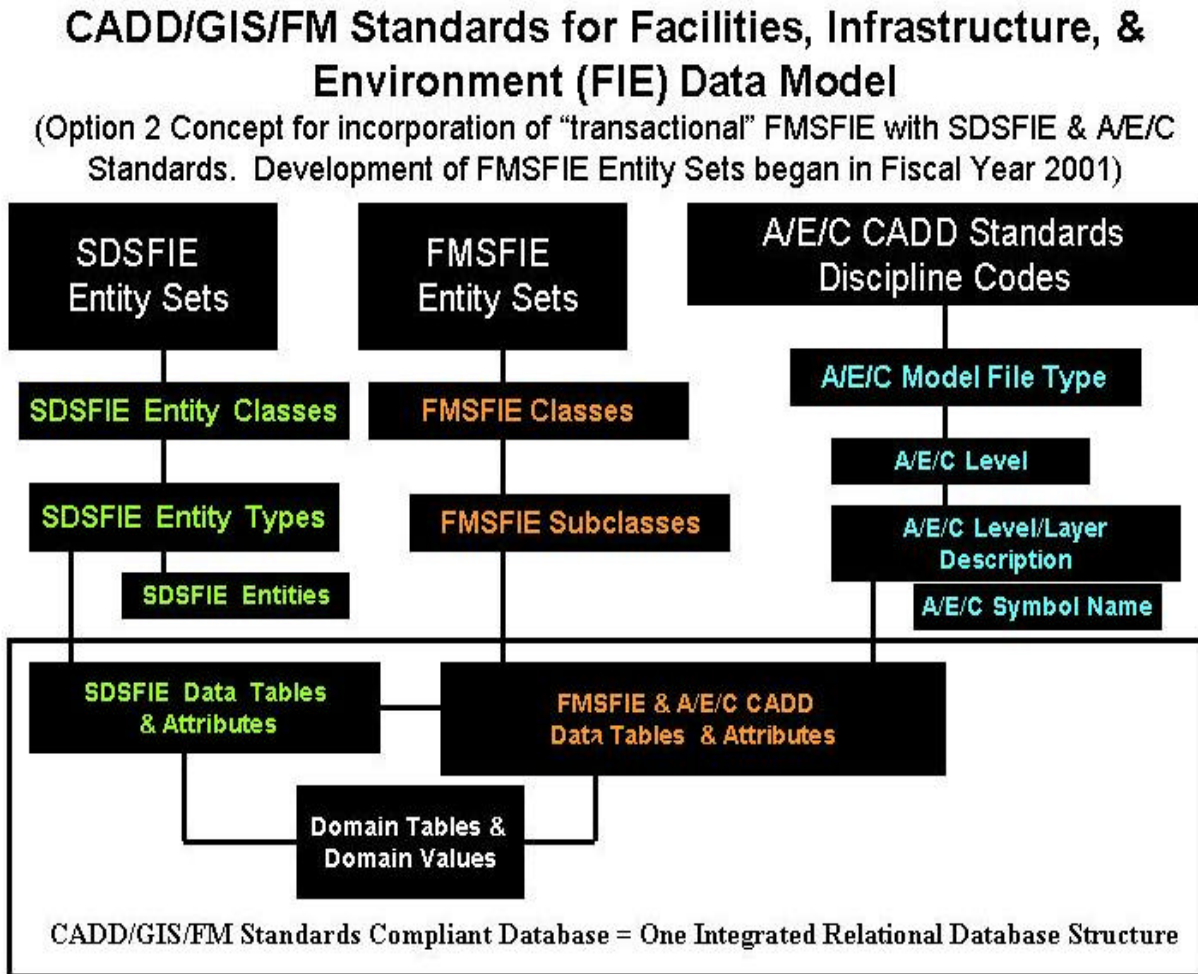 CADD/GIS/FM Standards for Facilities, Infrastructure, &
Environment (FIE) Data Model
(Option 2 Concept for incorporation of “transactional” FMSFIE with SDSFIE & A/E/C
Standards. Development of FMSFIE Entity Sets began in Fiscal Year 2001)
SDSFIE
Entity Sets
FMSFIE
Entity Sets
A/E/C CADD Standards
Discipline Codes
SDSFIE Entity Classes
FMSFIE Classes
A/E/C Model File Type
A/E/C Level
SDSFIE Entity Types
FMSFIE Subclasses
A/E/C Level/Layer
Description
SDSFIE Entities
A/E/C Symbol Name
SDSFIE Data Tables
& Attributes
FMSFIE & A/E/C CADD
Data Tables & Attributes
Domain Tables &
Domain Values
CADD/GIS/FM Standards Compliant Database = One Integrated Relational Database Structure